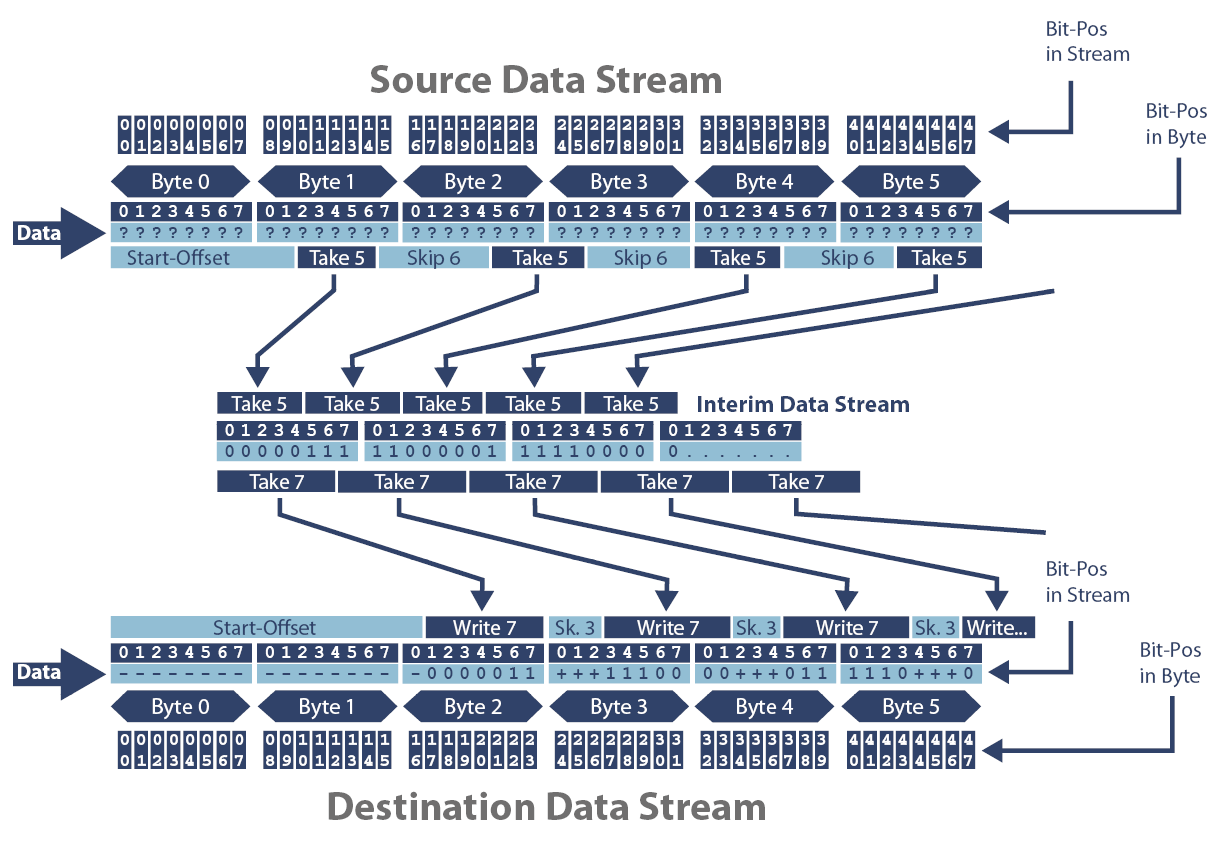 Bit-Pos
in Stream
Source Data Stream
Bit-Pos
in Byte
0 0 0 0 0 0 0 0 0 0 1 1 1 1 1 1 1 1 1 1 2 2 2 2 2 2 2 2 2 2 3 3 3 3 3 3 3 3 3 3 4 4 4 4 4 4 4 4
0 1 2 3 4 5 6 7 8 9 0 1 2 3 4 5 6 7 8 9 0 1 2 3 4 5 6 7 8 9 0 1 2 3 4 5 6 7 8 9 0 1 2 3 4 5 6 7
Byte 0 Byte 1 Byte 2 Byte 3 Byte 4 Byte 5
0 1 2 3 4 5 6 7 0 1 2 3 4 5 6 7 0 1 2 3 4 5 6 7 0 1 2 3 4 5 6 7 0 1 2 3 4 5 6 7 0 1 2 3 4 5 6 7
Data ? ? ? ? ? ? ? ? ? ? ? ? ? ? ? ? ? ? ? ? ? ? ? ? ? ? ? ? ? ? ? ? ? ? ? ? ? ? ? ? ? ? ? ? ? ? ? ?
Start-Offset Take 5 Skip 6 Take 5 Skip 6 Take 5 Skip 6 Take 5
Take 5 Take 5 Take 5 Take 5 Take 5 Interim Data Stream
0 1 2 3 4 5 6 7 0 1 2 3 4 5 6 7 0 1 2 3 4 5 6 7 0 1 2 3 4 5 6 7
0 0 0 0 0 1 1 1 1 1 0 0 0 0 0 1 1 1 1 1 0 0 0 0 0 . . . . . . .
Take 7 Take 7 Take 7 Take 7 Take 7
Bit-Pos
in Stream
Start-Offset Write 7 Sk. 3 Write 7 Sk. 3 Write 7 Sk. 3 Write...
0 1 2 3 4 5 6 7 0 1 2 3 4 5 6 7 0 1 2 3 4 5 6 7 0 1 2 3 4 5 6 7 0 1 2 3 4 5 6 7 0 1 2 3 4 5 6 7
Data - - - - - - - - - - - - - - - - - 0 0 0 0 0 1 1 + + + 1 1 1 0 0 0 0 + + + 0 1 1 1 1 1 0 + + + 0
Bit-Pos
in Byte
Byte 0 Byte 1 Byte 2 Byte 3 Byte 4 Byte 5
0 0 0 0 0 0 0 0 0 0 1 1 1 1 1 1 1 1 1 1 2 2 2 2 2 2 2 2 2 2 3 3 3 3 3 3 3 3 3 3 4 4 4 4 4 4 4 4
0 1 2 3 4 5 6 7 8 9 0 1 2 3 4 5 6 7 8 9 0 1 2 3 4 5 6 7 8 9 0 1 2 3 4 5 6 7 8 9 0 1 2 3 4 5 6 7
Destination Data Stream